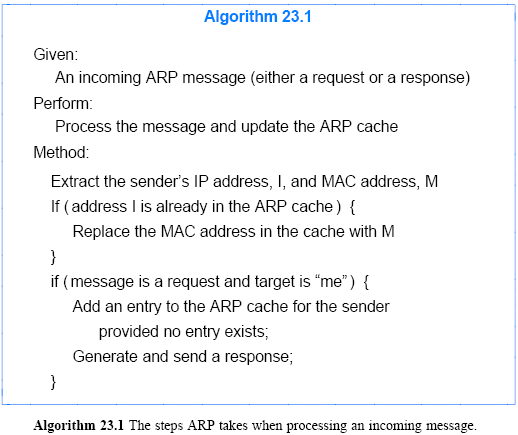 Algorithm 23.1
Given:
An incoming ARP message (either a request or a response)
Perform:
Process the message and update the ARP cache
Method:
Extract the sender's IP address, I, and MAC address, M
If ( address I is already in the ARP cache ) {
Replace the MAC address in the cache with M
}
if ( message is a request and target is “me” ) {
Add an entry to the ARP cache for the sender
provided no entry exists;
Generate and send a response;
}
Algorithm 23.1 The steps ARP takes when processing an incoming message.